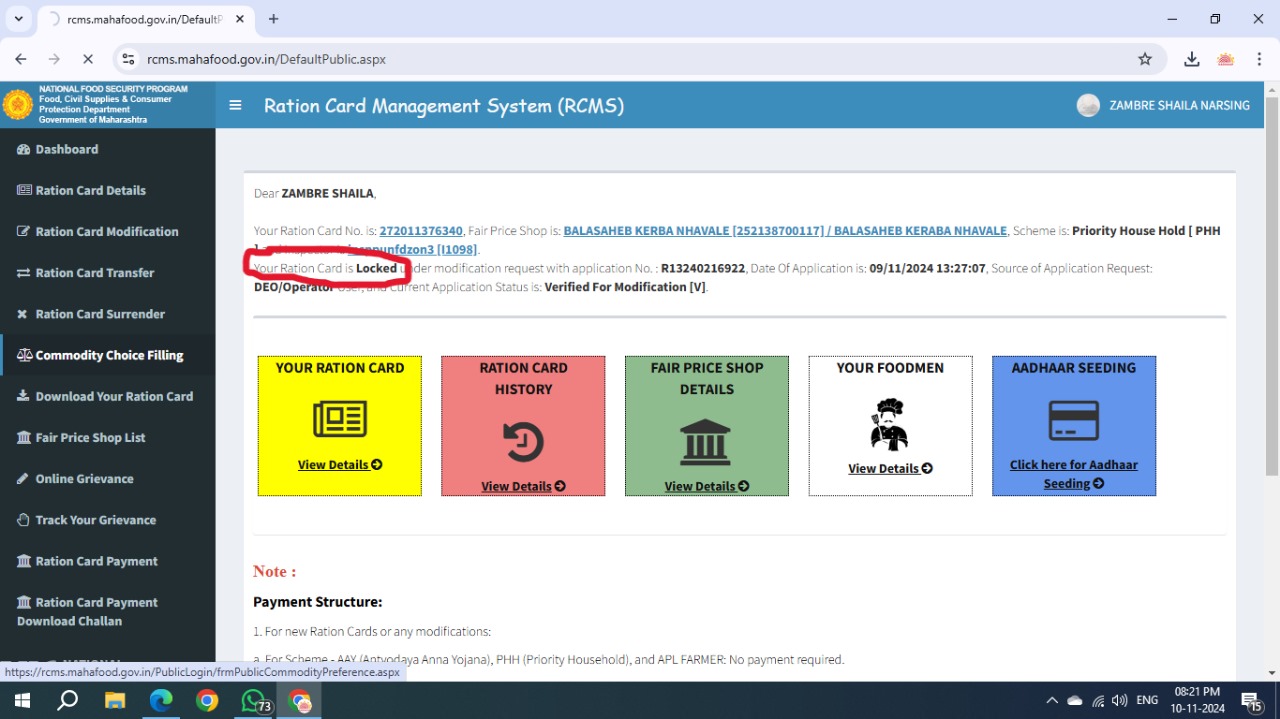 rcms.mahafood.gov.in/DefaultP
rcms.mahafood.gov.in/DefaultPublic.aspx
NATIONAL FOOD SECURITY PROGRAM
Food, Civil Supplies & Consumer
Protection Department
Government of Maharashtra
Ration Card Management System (RCMS)
ZAMBRE SHAILA NARSING
Dashboard
Ration Card Details
Ration Card Modification
Ration Card Transfer
Ration Card Surrender
Commodity Choice Filling
Download Your Ration Card
Fair Price Shop List
Online Grievance
Track Your Grievance
Ration Card Payment
Ration Card Payment
Download Challan
NATIONAL
Dear ZAMBRE SHAILA,
Your Ration Card No. is: 272011376340, Fair Price Shop is: BALASAHEB KERBA NHAVALE [252138700117] / BALASAHEB KERABA NHAVALE, Scheme is: Priority House Hold [ PHH
] [I1098].
Your Ration Card is Locked under modification request with application No. : R13240216922, Date Of Application is: 09/11/2024 13:27:07, Source of Application Request:
DEO/Operator User, and Current Application Status is: Verified For Modification [V].
YOUR RATION CARD
View Details
RATION CARD
HISTORY
View Details
FAIR PRICE SHOP
DETAILS
View Details
YOUR FOODMEN
View Details
AADHAAR SEEDING
Click here for Aadhaar
Seeding
Note :
Payment Structure:
1. For new Ration Cards or any modifications:
a. For Scheme - AAY (Antyodaya Anna Yojana), PHH (Priority Household), and APL FARMER: No payment required.
https://rcms.mahafood.gov.in/PublicLogin/frmPublicCommodityPreference.aspx
73
ENG
08:21 PM
10-11-2024
15